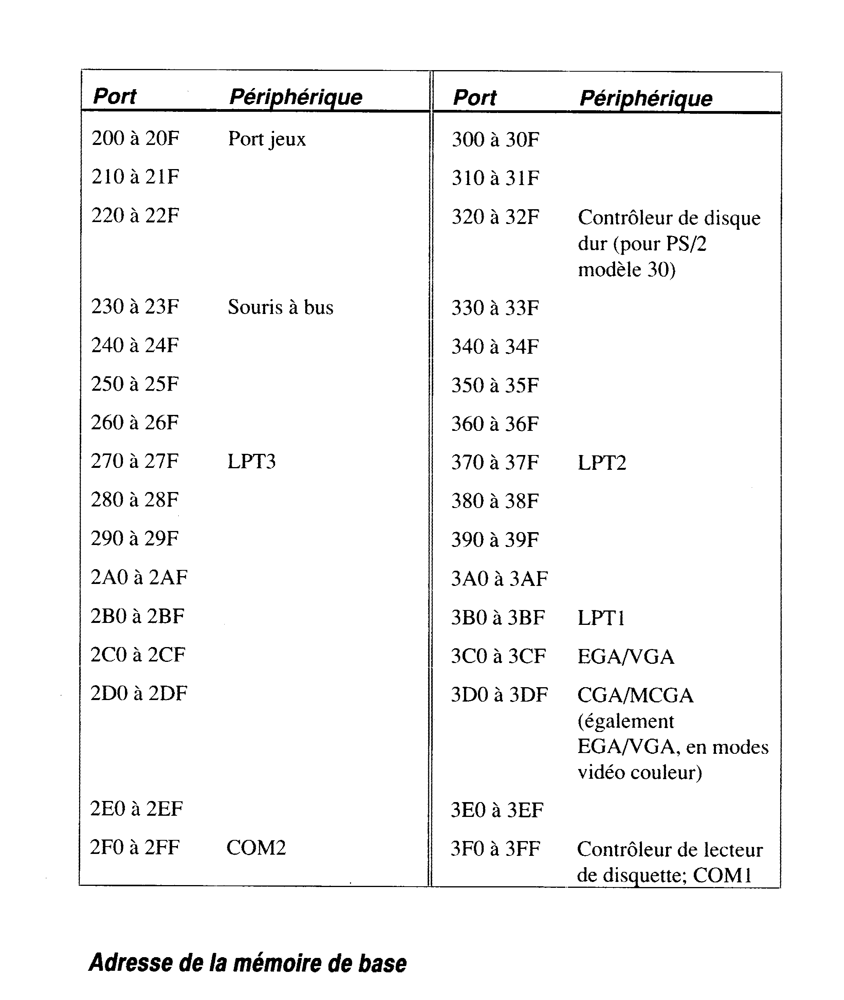 Port Périphérique Port Périphérique
200 à 20F Port jeux 300 à 30F
210 à 21F 310 à 31F
220 à 22F 320 à 32F Contrôleur de disque
dur (pour PS/2
modèle 30)
230 à 23F Souris à bus 330 à 33F
240 à 24F 340 à 34F
250 à 25F 350 à 35F
260 à 26F 360 à 36F
270 à 27F LPT3 370 à 37F LPT2
280 à 28F 380 à 38F
290 à 29F 390 à 39F
2A0 à 2AF 3A0 à 3AF
2B0 à 2BF 3B0 à 3BF LPT1
2C0 à 2CF 3C0 à 3CF EGA/VGA
2D0 à 2DF 3D0 à 3DF CGA/MCGA
(également
EGA/VGA, en modes
vidéo couleur)
2E0 à 2EF 3E0 à 3EF
2F0 à 2FF COM2 3F0 à 3FF Contrôleur de lecteur
de disquette; COM1
Adresse de la mémoire de base